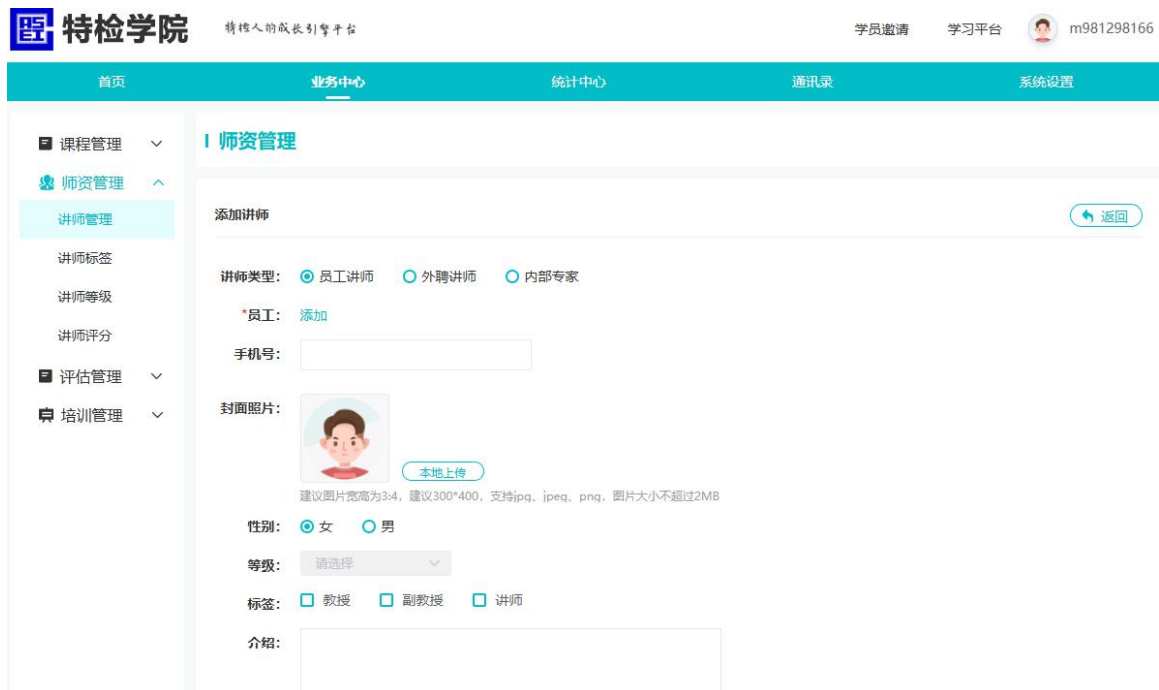 特检学院 特检人的成长引擎平台 学员邀请 学习平台 m981298166
首页 业务中心 统计中心 通讯录 系统设置
课程管理
师资管理
讲师管理
讲师标签
讲师等级
讲师评分
评估管理
培训管理
师资管理
添加讲师 返回
讲师类型: 员工讲师 外聘讲师 内部专家
*员工: 添加
手机号:
封面照片:
本地上传
建议图片宽高为3:4, 建议300*400, 支持jpg、jpeg、png, 图片大小不超过2MB
性别: 女 男
等级: 请选择
标签: 教授 副教授 讲师
介绍: